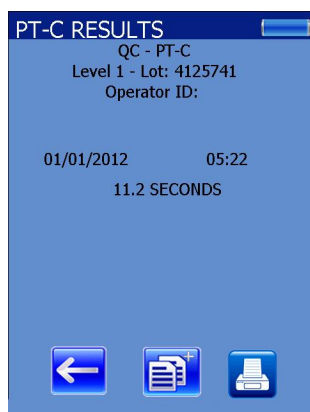 PT-C RESULTS
QC - PT-C
Level 1 - Lot: 4125741
Operator ID:
01/01/2012 05:22
11.2 SECONDS